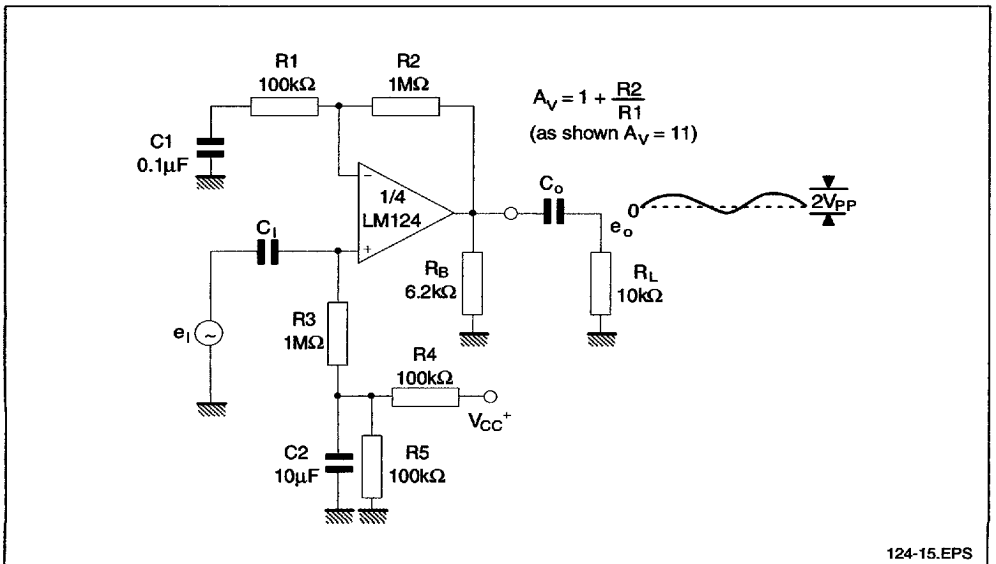 R1
100kΩ
R2
1MΩ
A_V = 1 + R2/R1
(as shown A_V = 11)
C1
0.1µF
1/4
LM124
−
+
C_I
C_o
0
e_o
2V_PP
R_B
6.2kΩ
R_L
10kΩ
e_I
~
R3
1MΩ
R4
100kΩ
V_CC+
C2
10µF
R5
100kΩ
124-15.EPS